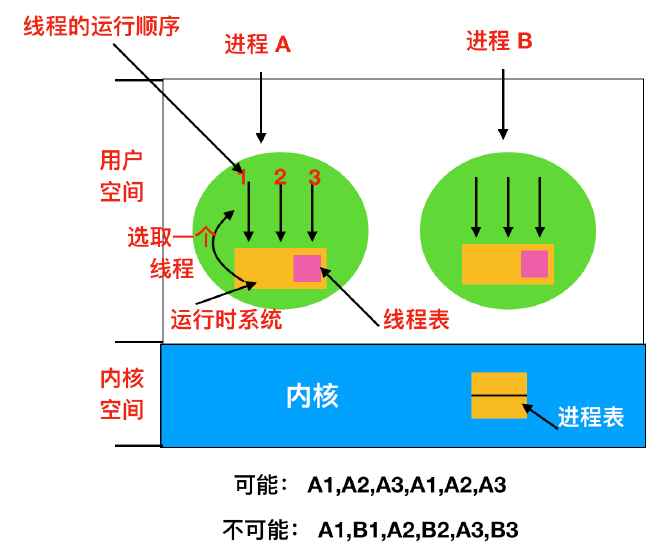 线程的运行顺序
进程 A
进程 B
用户
空间
1 2 3
选取一个
线程
运行时系统
线程表
内核
空间
内核
进程表
可能： A1,A2,A3,A1,A2,A3
不可能： A1,B1,A2,B2,A3,B3